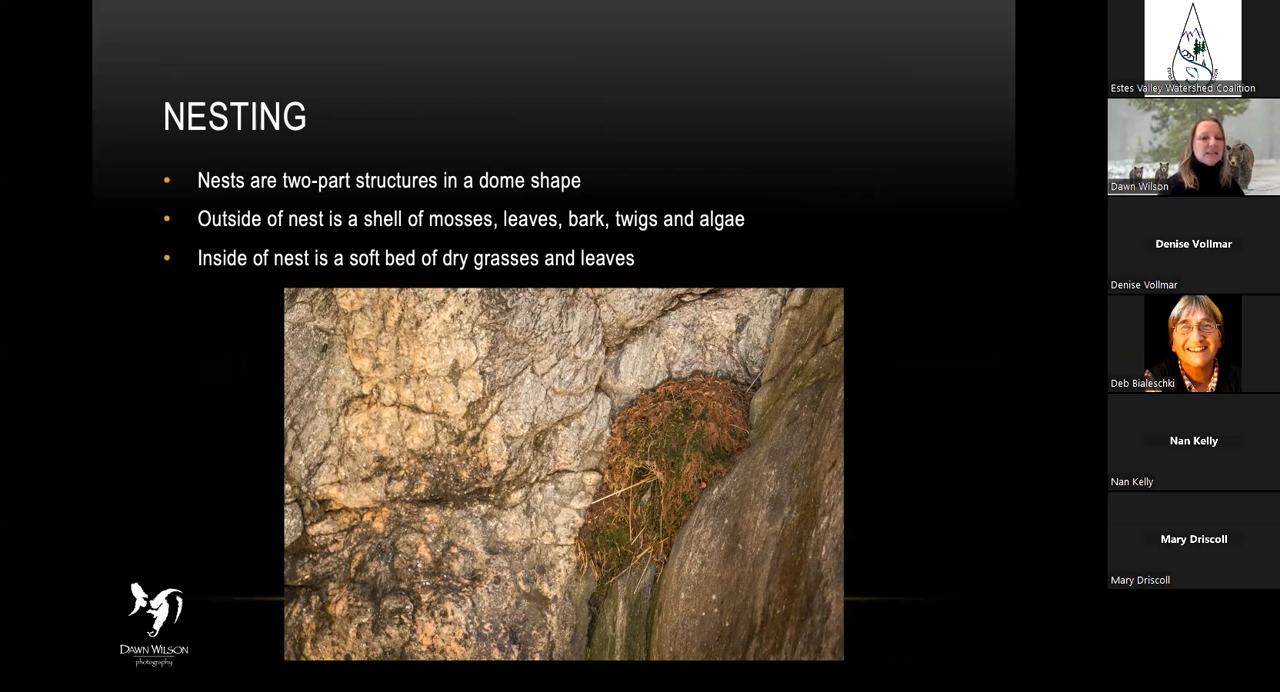 NESTING
• Nests are two-part structures in a dome shape
• Outside of nest is a shell of mosses, leaves, bark, twigs and algae
• Inside of nest is a soft bed of dry grasses and leaves
DAWN WILSON
photography
Estes Valley Watershed Coalition
Dawn Wilson
Denise Vollmar
Denise Vollmar
Deb Bialeschki
Nan Kelly
Nan Kelly
Mary Driscoll
Mary Driscoll